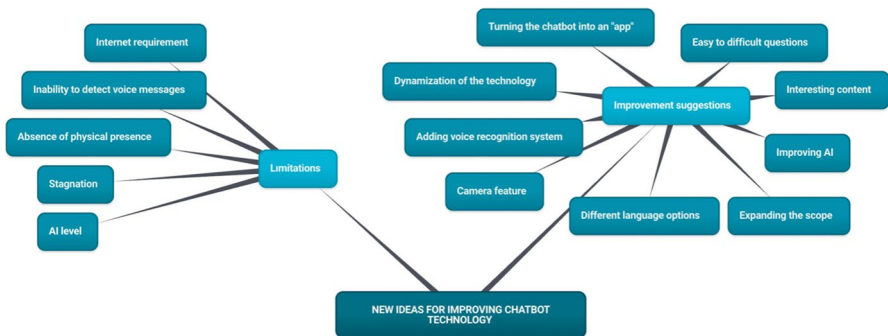 Turning the chatbot into an "app"
Internet requirement
Easy to difficult questions
Dynamization of the technology
Inability to detect voice messages
Interesting content
Improvement suggestions
Absence of physical presence
Adding voice recognition system
Improving AI
Limitations
Stagnation
Camera feature
Different language options
Expanding the scope
AI level
NEW IDEAS FOR IMPROVING CHATBOT
TECHNOLOGY